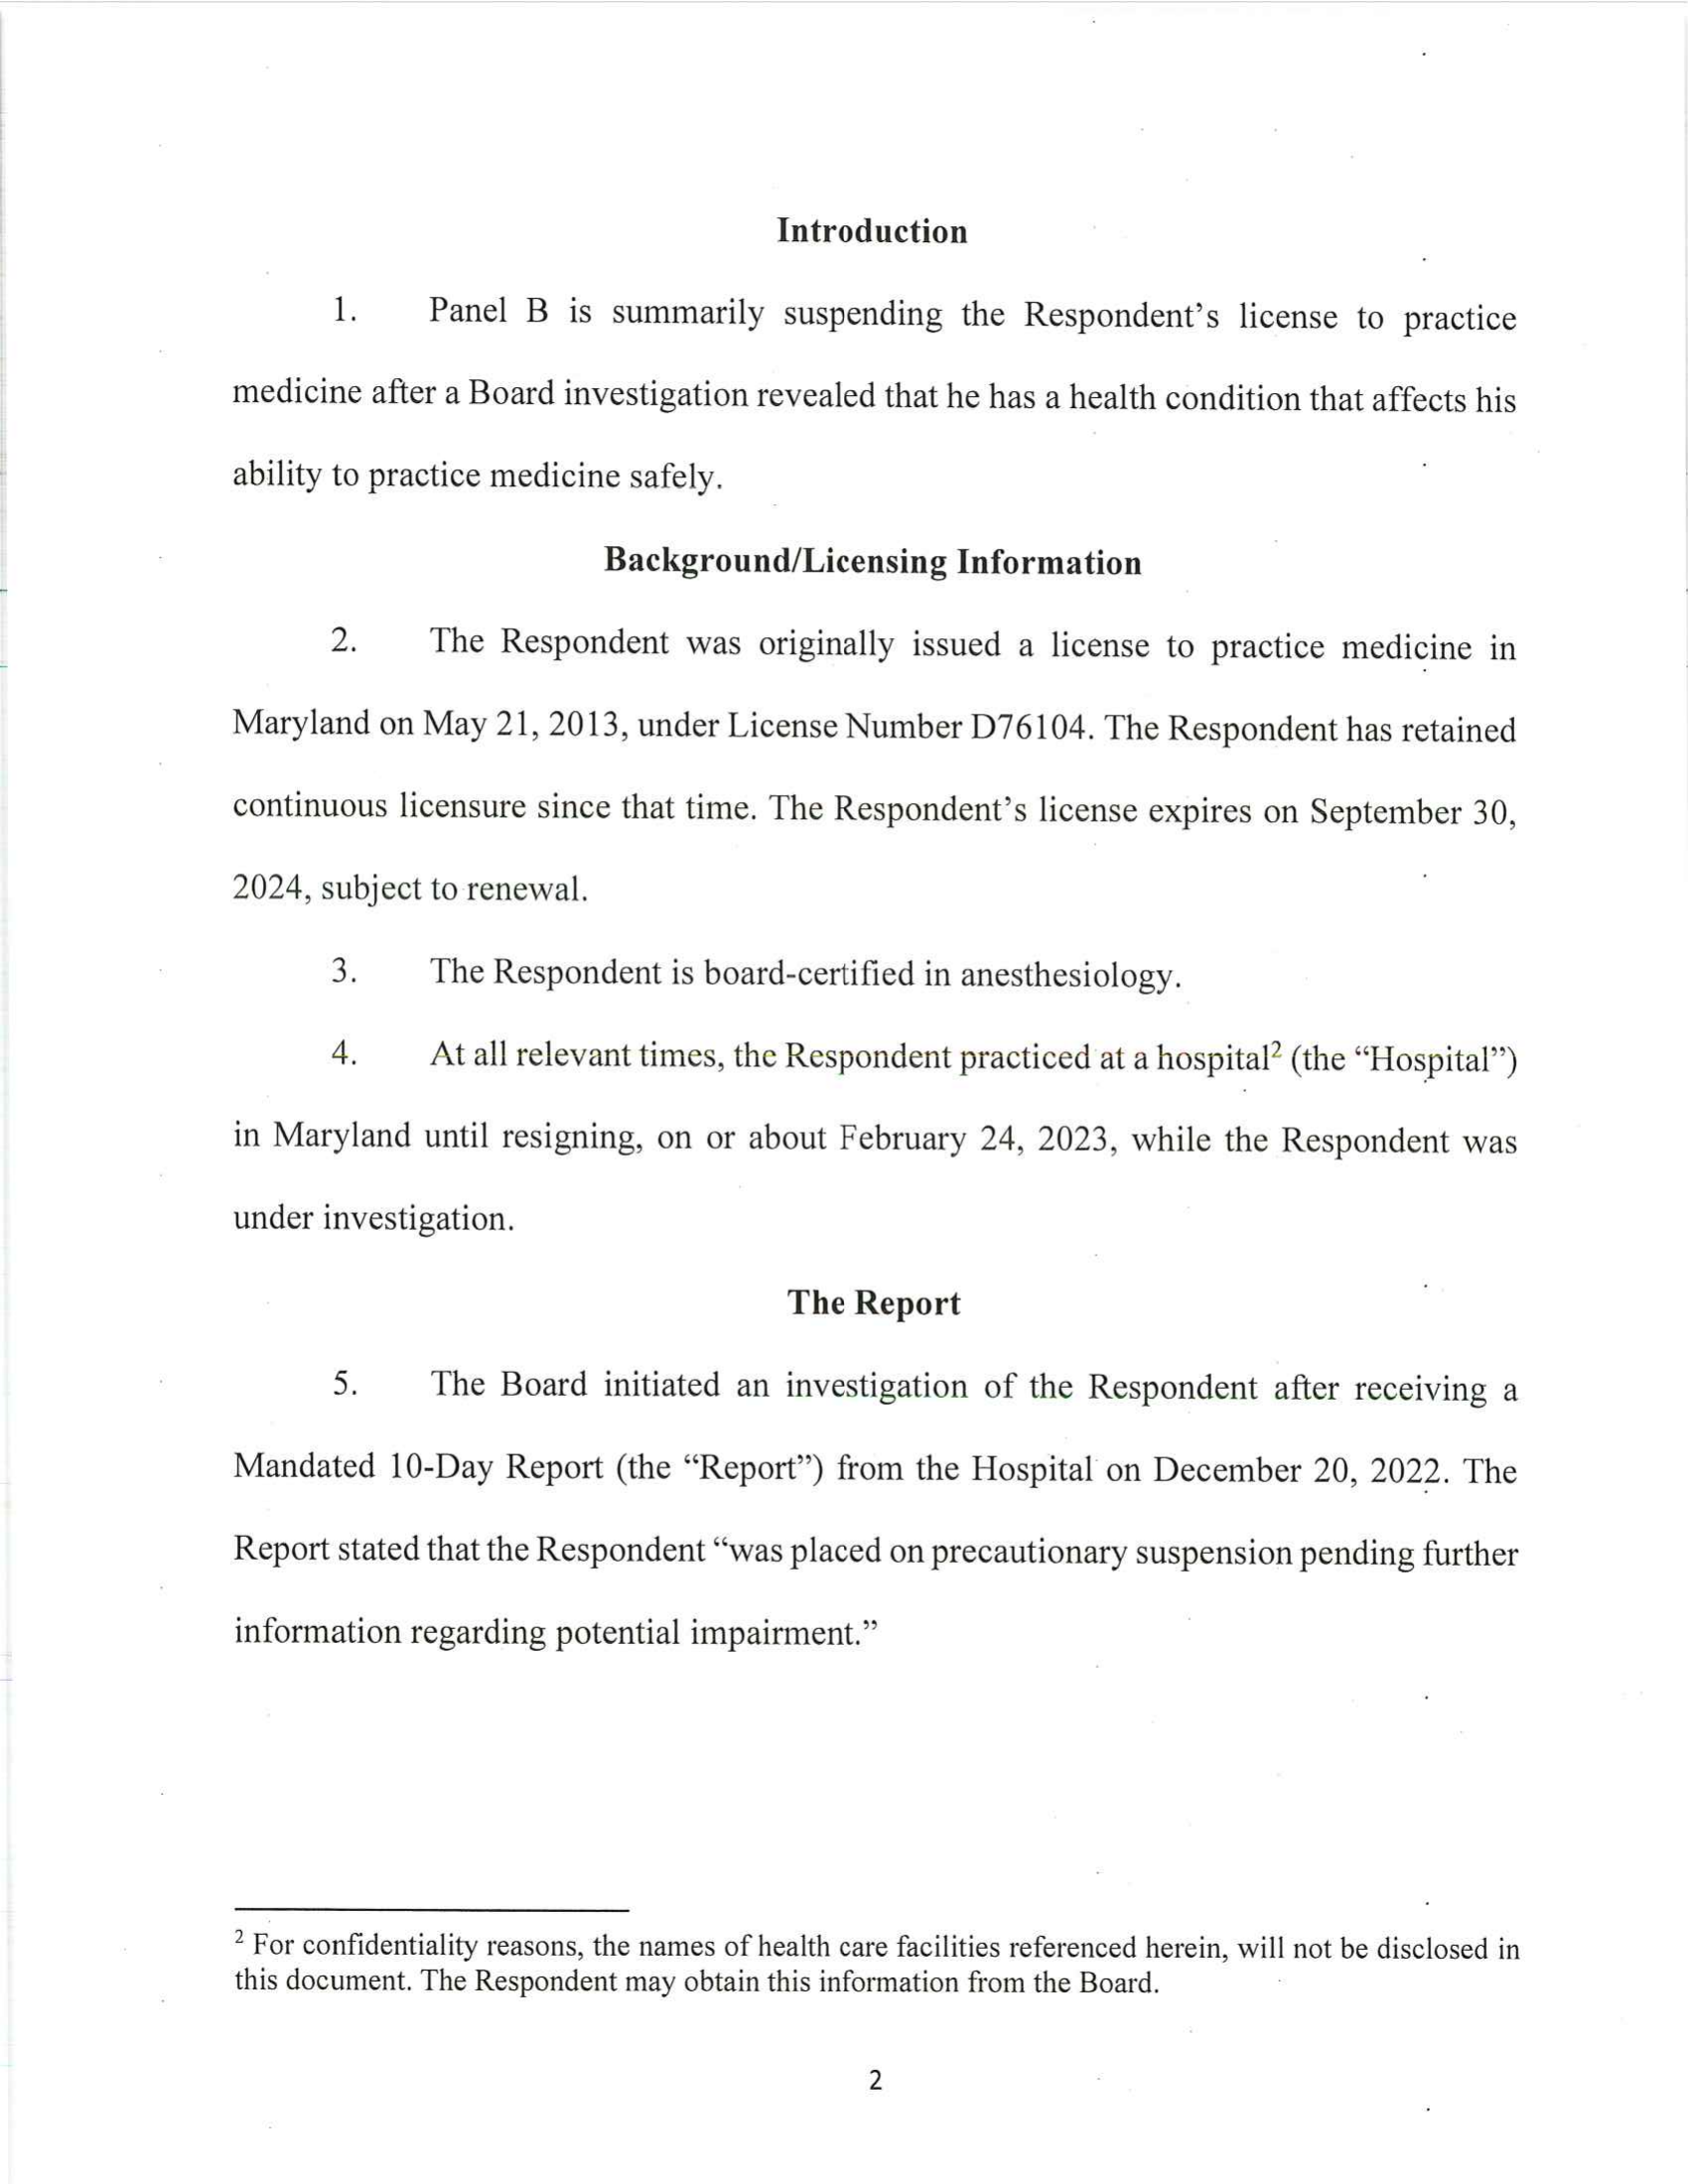 Introduction
1. Panel B is summarily suspending the Respondent's license to practice
medicine after a Board investigation revealed that he has a health condition that affects his
ability to practice medicine safely.
Background/Licensing Information
2. The Respondent was originally issued a license to practice medicine in
Maryland on May 21, 2013, under License Number D76104. The Respondent has retained
continuous licensure since that time. The Respondent's license expires on September 30,
2024, subject to renewal.
3. The Respondent is board-certified in anesthesiology.
4. At all relevant times, the Respondent practiced at a hospital² (the “Hospital”)
in Maryland until resigning, on or about February 24, 2023, while the Respondent was
under investigation.
The Report
5. The Board initiated an investigation of the Respondent after receiving a
Mandated 10-Day Report (the “Report”) from the Hospital on December 20, 2022. The
Report stated that the Respondent “was placed on precautionary suspension pending further
information regarding potential impairment.”
² For confidentiality reasons, the names of health care facilities referenced herein, will not be disclosed in
this document. The Respondent may obtain this information from the Board.
2